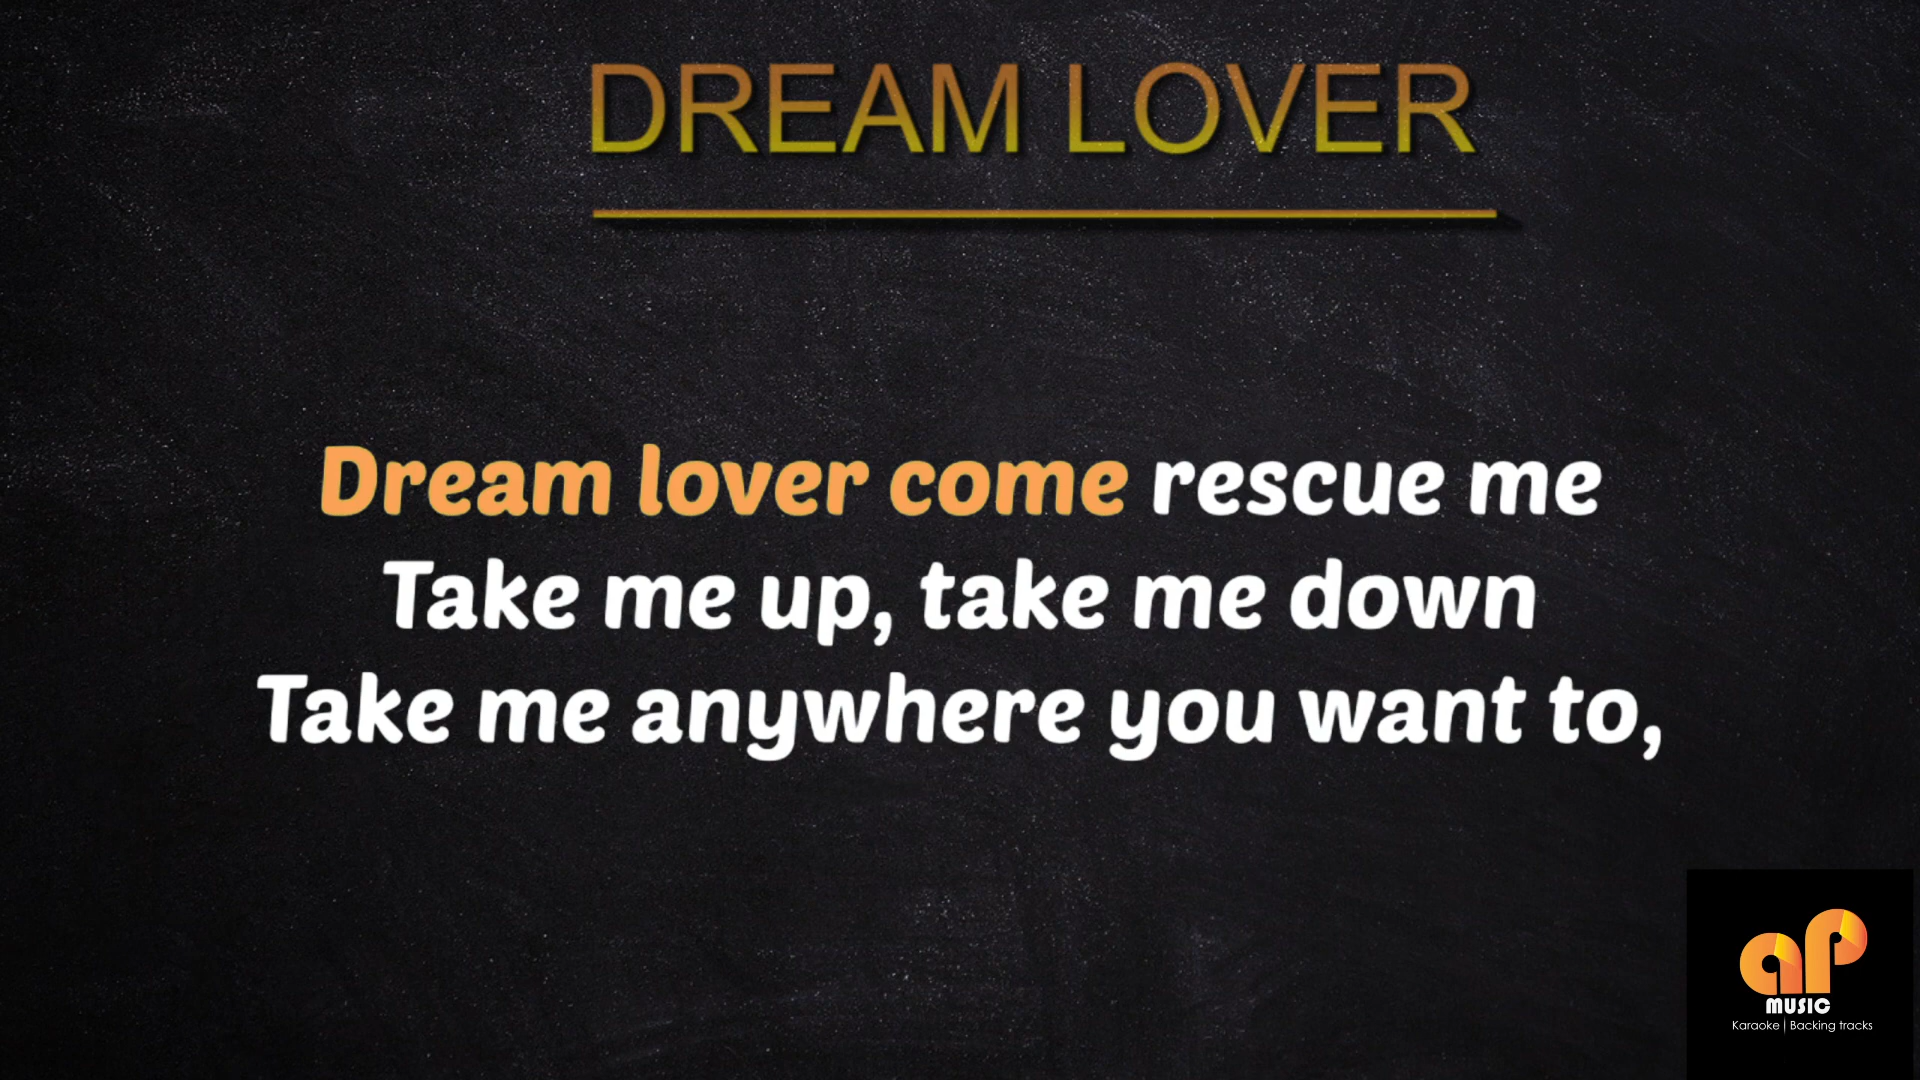 DREAM LOVER
Dream lover come rescue me
Take me up, take me down
Take me anywhere you want to,
aP
MUSIC
Karaoke | Backing tracks